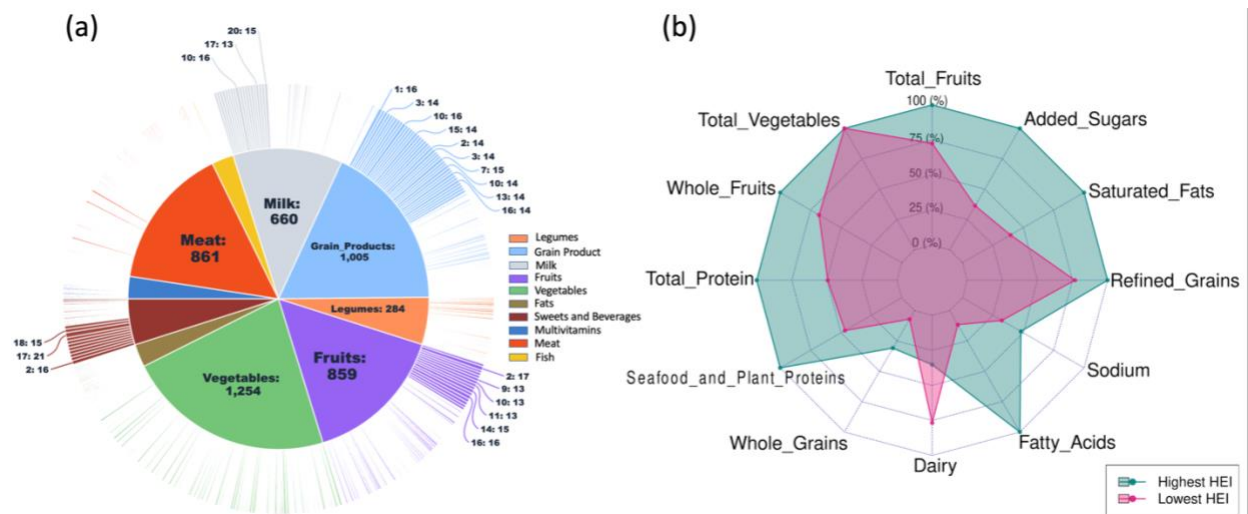 (a)
20: 15
17: 13
10: 16
1: 16
3: 14
10: 16
15: 14
2: 14
3: 14
7: 15
10: 14
13: 14
16: 14
Milk:
660
Grain_Products:
1,005
Meat:
861
Legumes: 284
Fruits:
859
Vegetables:
1,254
18: 15
17: 21
2: 16
2: 17
9: 13
10: 13
11: 13
14: 15
16: 16
Legumes
Grain Product
Milk
Fruits
Vegetables
Fats
Sweets and Beverages
Multivitamins
Meat
Fish
(b)
Total_Fruits
100 (%)
75 (%)
50 (%)
25 (%)
0 (%)
Total_Vegetables
Added_Sugars
Whole_Fruits
Saturated_Fats
Total_Protein
Refined_Grains
Seafood_and_Plant_Proteins
Sodium
Whole_Grains
Fatty_Acids
Dairy
Highest HEI
Lowest HEI